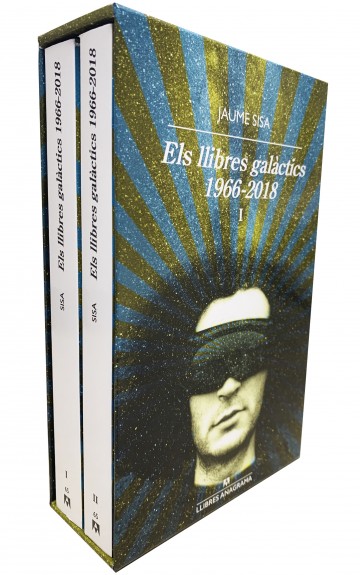 SISA
Els llibres galàctics 1966-2018
I
SISA
Els llibres galàctics 1966-2018
II
JAUME SISA
Els llibres galàctics
1966-2018
I
LLIBRES ANAGRAMA